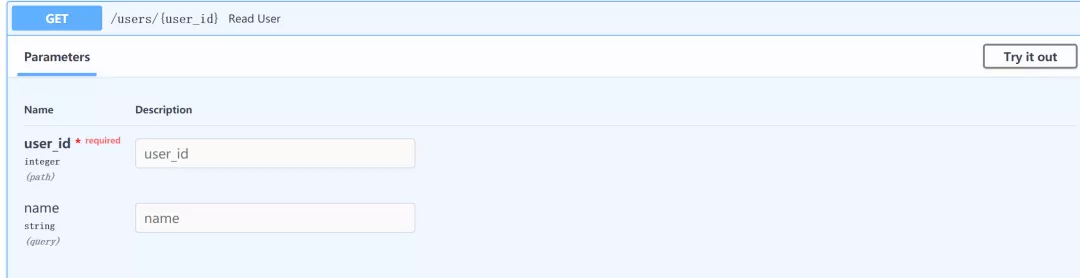 GET /users/{user_id} Read User
Parameters Try it out
Name Description
user_id * required
integer
(path)
user_id
name
string
(query)
name